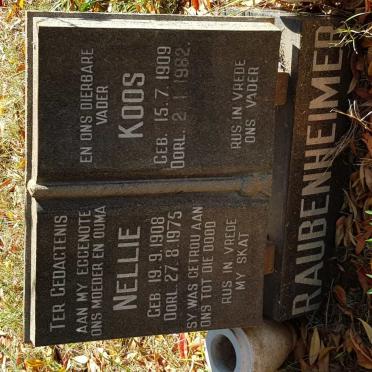 TER GEDAGTENIS
AAN MY EGGENOTE
ONS MOEDER EN OUMA
NELLIE
GEB 19.9.1908
OORL. 27.8.1975
SY WAS GETROU AAN
ONS TOT DIE DOOD
RUS IN VREDE
MY SKAT
EN ONS DIERBARE
VADER
KOOS
GEB. 15.7.1909
OORL. 2.1.1982.
RUS IN VREDE
ONS VADER
RAUBENHEIMER